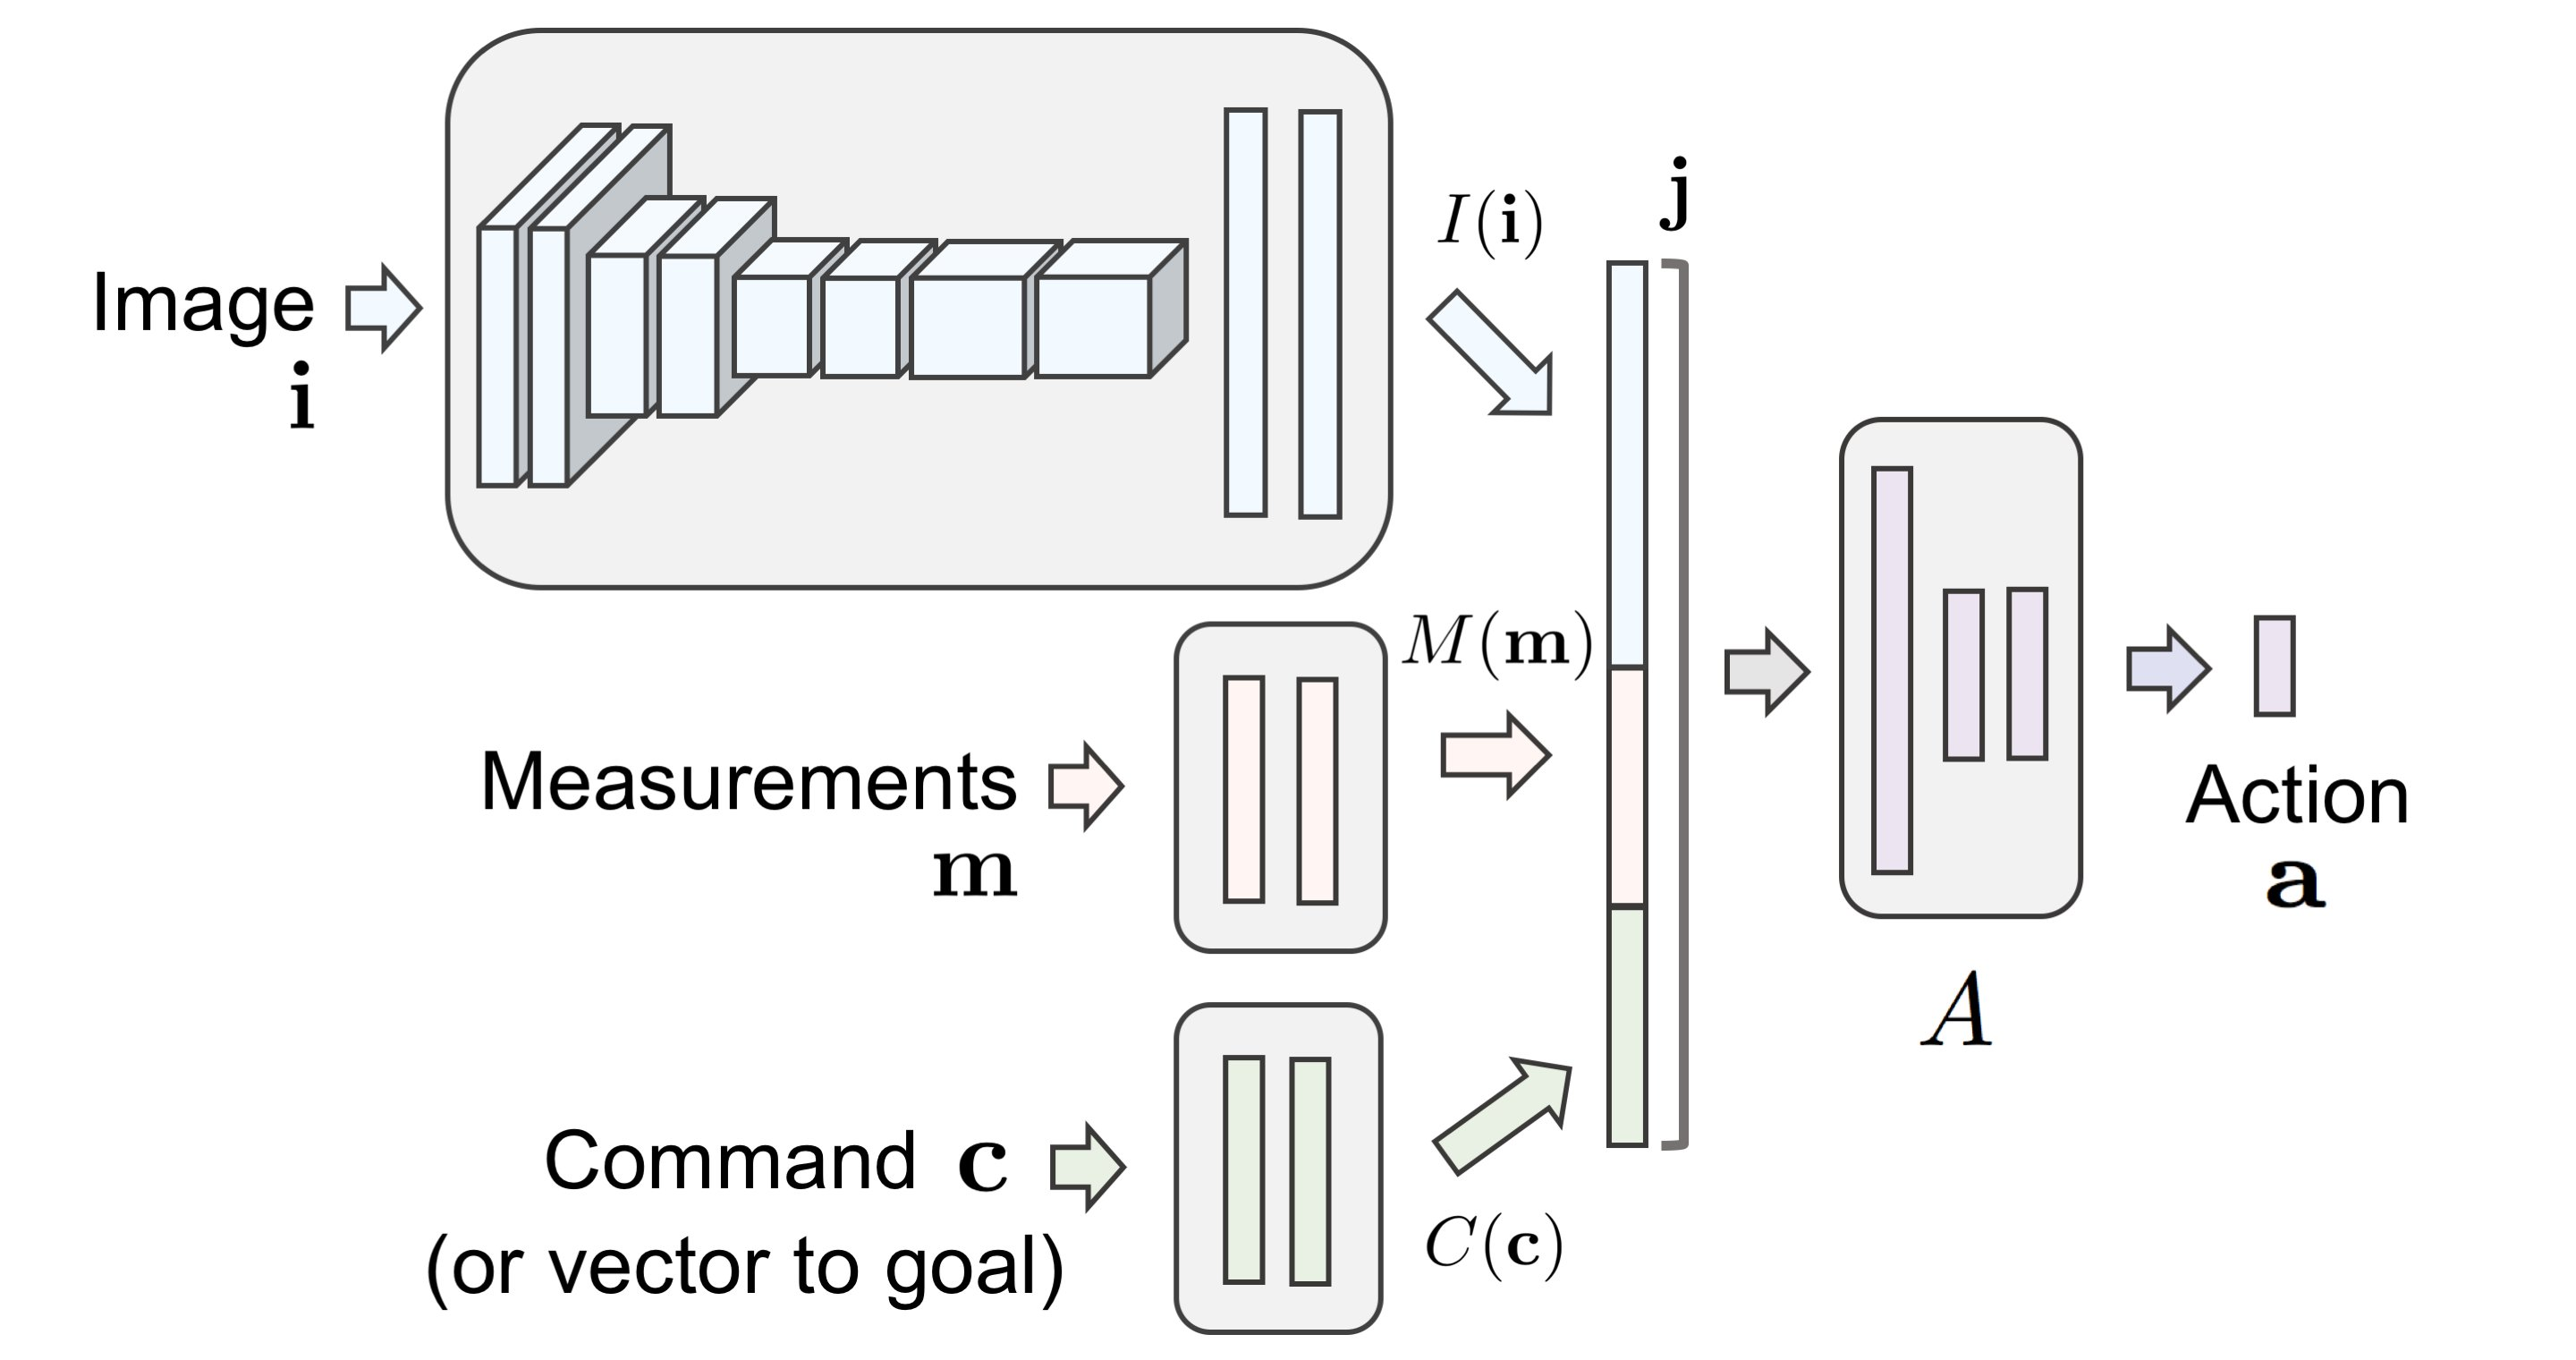 Image
i
I(i)
j
Measurements
m
M(m)
Command c
(or vector to goal)
C(c)
A
Action
a